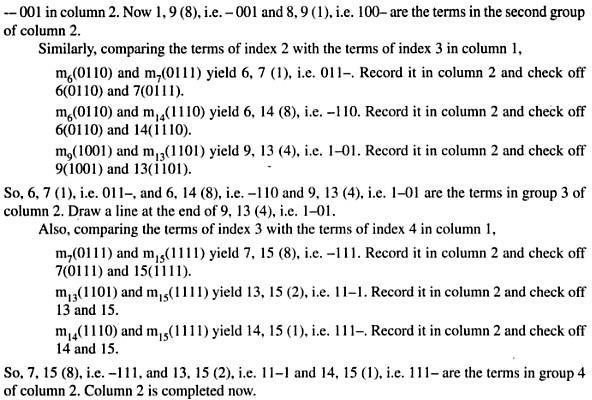 -– 001 in column 2. Now 1, 9 (8), i.e. – 001 and 8, 9 (1), i.e. 100– are the terms in the second group
of column 2.
Similarly, comparing the terms of index 2 with the terms of index 3 in column 1,
m₆(0110) and m₇(0111) yield 6, 7 (1), i.e. 011–. Record it in column 2 and check off
6(0110) and 7(0111).
m₆(0110) and m₁₄(1110) yield 6, 14 (8), i.e. –110. Record it in column 2 and check off
6(0110) and 14(1110).
m₉(1001) and m₁₃(1101) yield 9, 13 (4), i.e. 1–01. Record it in column 2 and check off
9(1001) and 13(1101).
So, 6, 7 (1), i.e. 011–, and 6, 14 (8), i.e. –110 and 9, 13 (4), i.e. 1–01 are the terms in group 3 of
column 2. Draw a line at the end of 9, 13 (4), i.e. 1–01.
Also, comparing the terms of index 3 with the terms of index 4 in column 1,
m₇(0111) and m₁₅(1111) yield 7, 15 (8), i.e. –111. Record it in column 2 and check off
7(0111) and 15(1111).
m₁₃(1101) and m₁₅(1111) yield 13, 15 (2), i.e. 11–1. Record it in column 2 and check off
13 and 15.
m₁₄(1110) and m₁₅(1111) yield 14, 15 (1), i.e. 111–. Record it in column 2 and check off
14 and 15.
So, 7, 15 (8), i.e. –111, and 13, 15 (2), i.e. 11–1 and 14, 15 (1), i.e. 111– are the terms in group 4
of column 2. Column 2 is completed now.